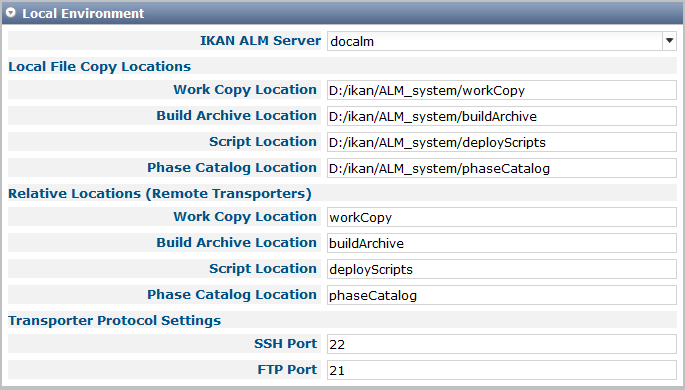 Local Environment
IKAN ALM Server docalm
Local File Copy Locations
Work Copy Location D:/ikan/ALM_system/workCopy
Build Archive Location D:/ikan/ALM_system/buildArchive
Script Location D:/ikan/ALM_system/deployScripts
Phase Catalog Location D:/ikan/ALM_system/phaseCatalog
Relative Locations (Remote Transporters)
Work Copy Location workCopy
Build Archive Location buildArchive
Script Location deployScripts
Phase Catalog Location phaseCatalog
Transporter Protocol Settings
SSH Port 22
FTP Port 21